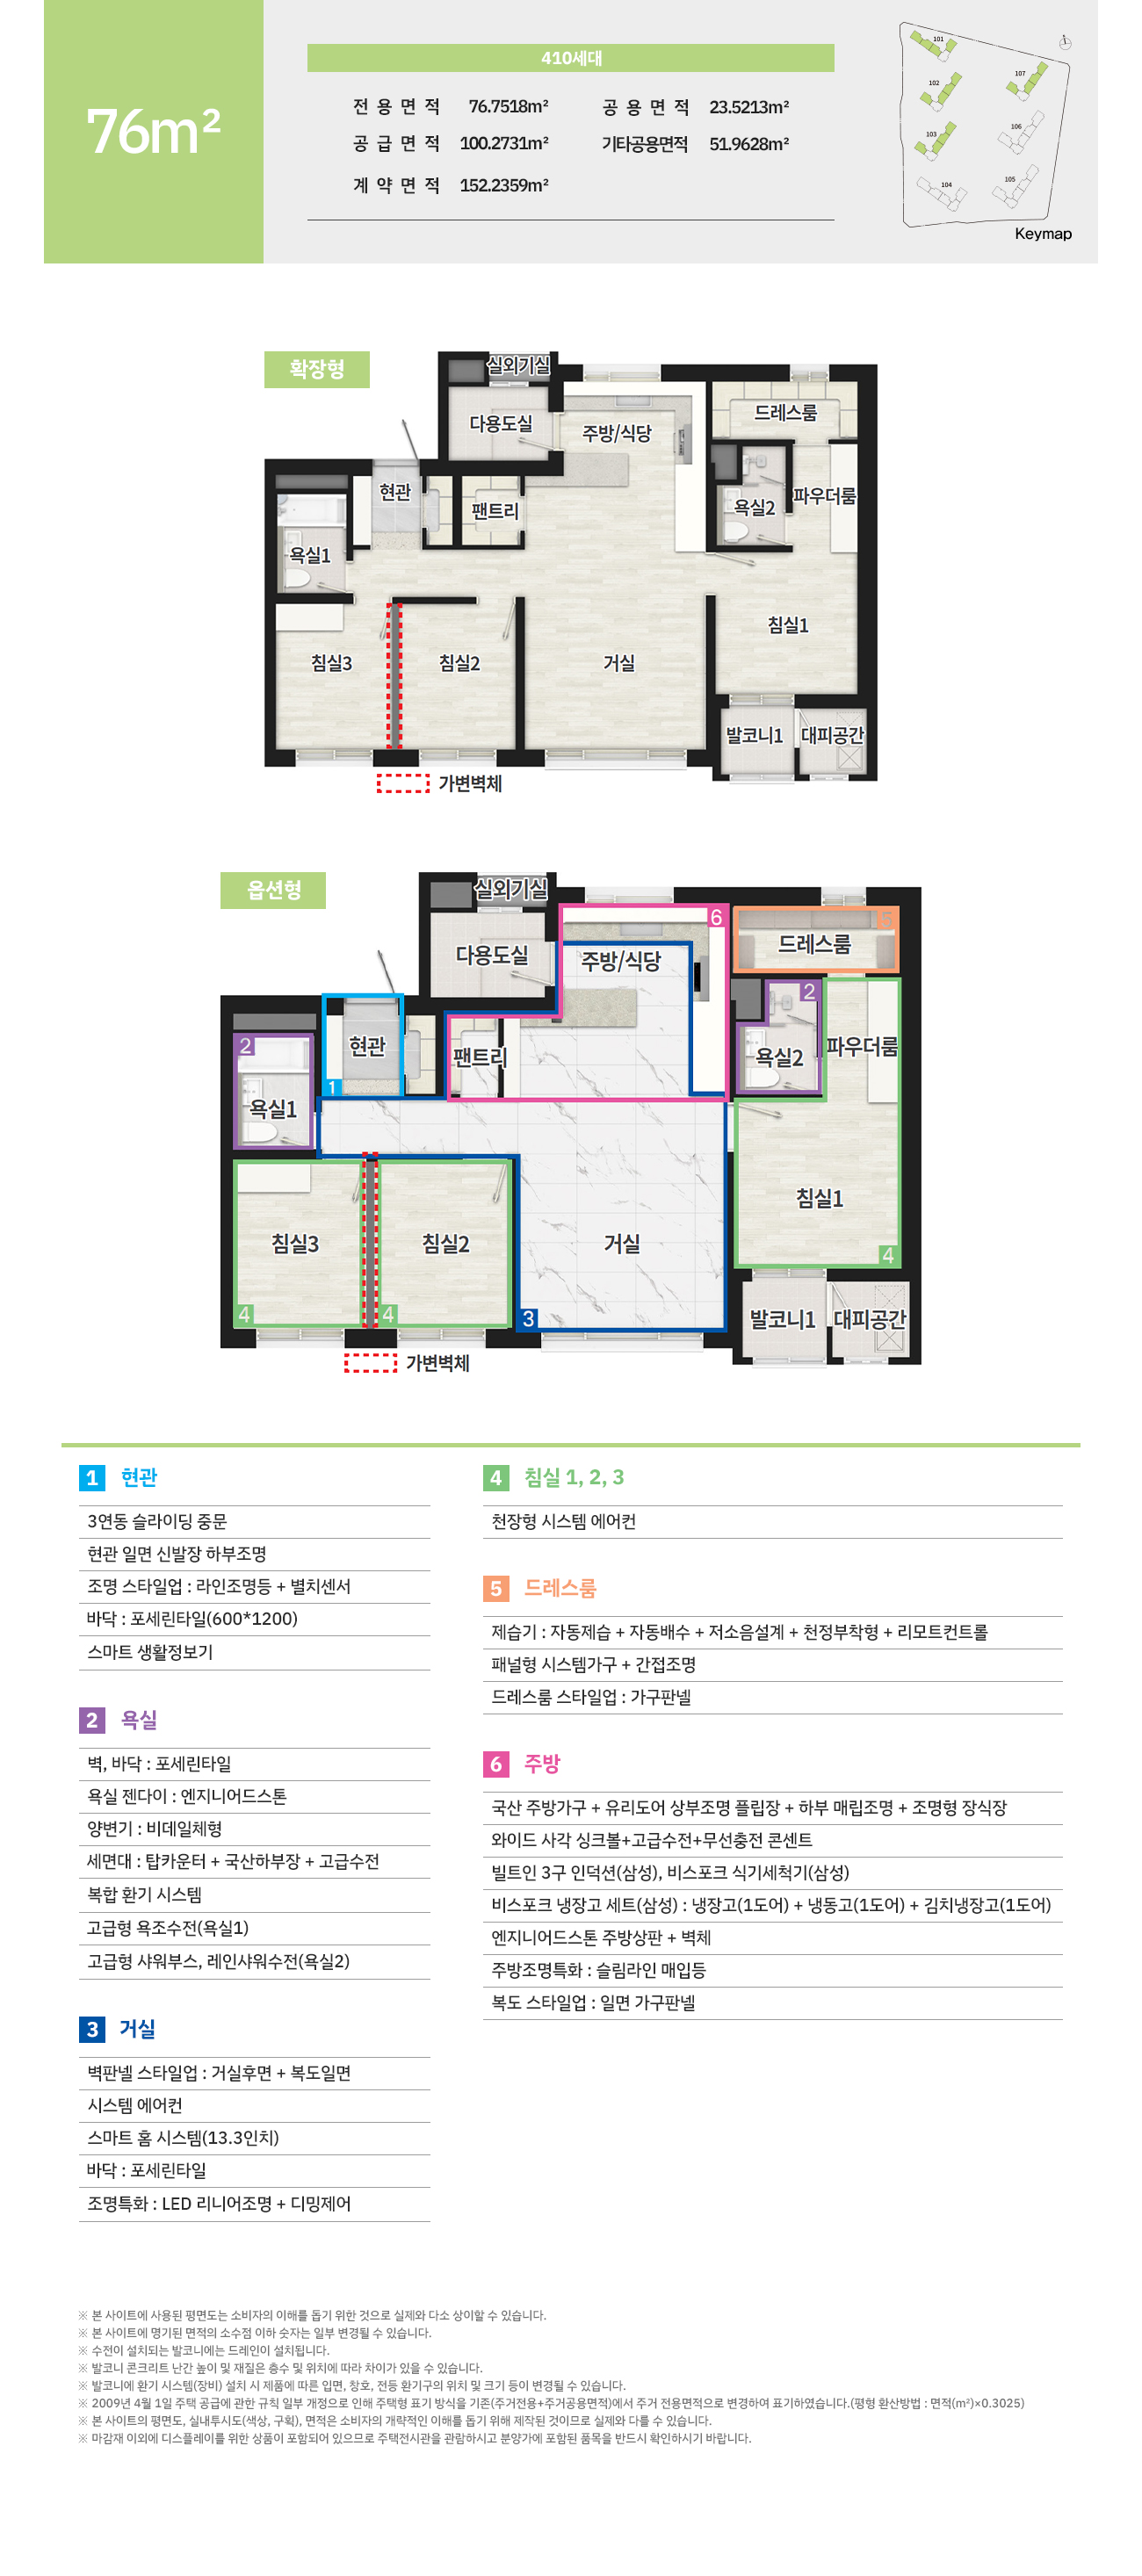 76m²
410세대
전용면적 76.7518m²
공용면적 23.5213m²
공급면적 100.2731m²
기타공용면적 51.9628m²
계약면적 152.2359m²
101
102
103
104
105
106
107
Keymap
확장형
실외기실
다용도실
주방/식당
드레스룸
현관
팬트리
욕실2
파우더룸
욕실1
침실1
침실3
침실2
거실
발코니1
대피공간
가변벽체
옵션형
실외기실
6
5
다용도실
주방/식당
드레스룸
2
현관
2
팬트리
욕실2
파우더룸
1
욕실1
침실1
침실3
침실2
거실
4
4
4
3
발코니1
대피공간
가변벽체
1 현관
3연동 슬라이딩 중문
현관 일면 신발장 하부조명
조명 스타일업 : 라인조명등 + 별치센서
바닥 : 포세린타일(600*1200)
스마트 생활정보기
2 욕실
벽, 바닥 : 포세린타일
욕실 젠다이 : 엔지니어드스톤
양변기 : 비데일체형
세면대 : 탑카운터 + 국산하부장 + 고급수전
복합 환기 시스템
고급형 욕조수전(욕실1)
고급형 샤워부스, 레인샤워수전(욕실2)
3 거실
벽판넬 스타일업 : 거실후면 + 복도일면
시스템 에어컨
스마트 홈 시스템(13.3인치)
바닥 : 포세린타일
조명특화 : LED 리니어조명 + 디밍제어
4 침실 1, 2, 3
천장형 시스템 에어컨
5 드레스룸
제습기 : 자동제습 + 자동배수 + 저소음설계 + 천정부착형 + 리모트컨트롤
패널형 시스템가구 + 간접조명
드레스룸 스타일업 : 가구판넬
6 주방
국산 주방가구 + 유리도어 상부조명 플립장 + 하부 매립조명 + 조명형 장식장
와이드 사각 싱크볼+고급수전+무선충전 콘센트
빌트인 3구 인덕션(삼성), 비스포크 식기세척기(삼성)
비스포크 냉장고 세트(삼성) : 냉장고(1도어) + 냉동고(1도어) + 김치냉장고(1도어)
엔지니어드스톤 주방상판 + 벽체
주방조명특화 : 슬림라인 매입등
복도 스타일업 : 일면 가구판넬
※ 본 사이트에 사용된 평면도는 소비자의 이해를 돕기 위한 것으로 실제와 다소 상이할 수 있습니다.
※ 본 사이트에 명기된 면적의 소수점 이하 숫자는 일부 변경될 수 있습니다.
※ 수전이 설치되는 발코니에는 드레인이 설치됩니다.
※ 발코니 콘크리트 난간 높이 및 재질은 층수 및 위치에 따라 차이가 있을 수 있습니다.
※ 발코니에 환기 시스템(장비) 설치 시 제품에 따른 입면, 창호, 전등 환기구의 위치 및 크기 등이 변경될 수 있습니다.
※ 2009년 4월 1일 주택 공급에 관한 규칙 일부 개정으로 인해 주택형 표기 방식을 기존(주거전용+주거공용면적)에서 주거 전용면적으로 변경하여 표기하였습니다.(평형 환산방법 : 면적(m²)×0.3025)
※ 본 사이트의 평면도, 실내투시도(색상, 구획), 면적은 소비자의 개략적인 이해를 돕기 위해 제작된 것이므로 실제와 다를 수 있습니다.
※ 마감재 이외에 디스플레이를 위한 상품이 포함되어 있으므로 주택전시관을 관람하시고 분양가에 포함된 품목을 반드시 확인하시기 바랍니다.